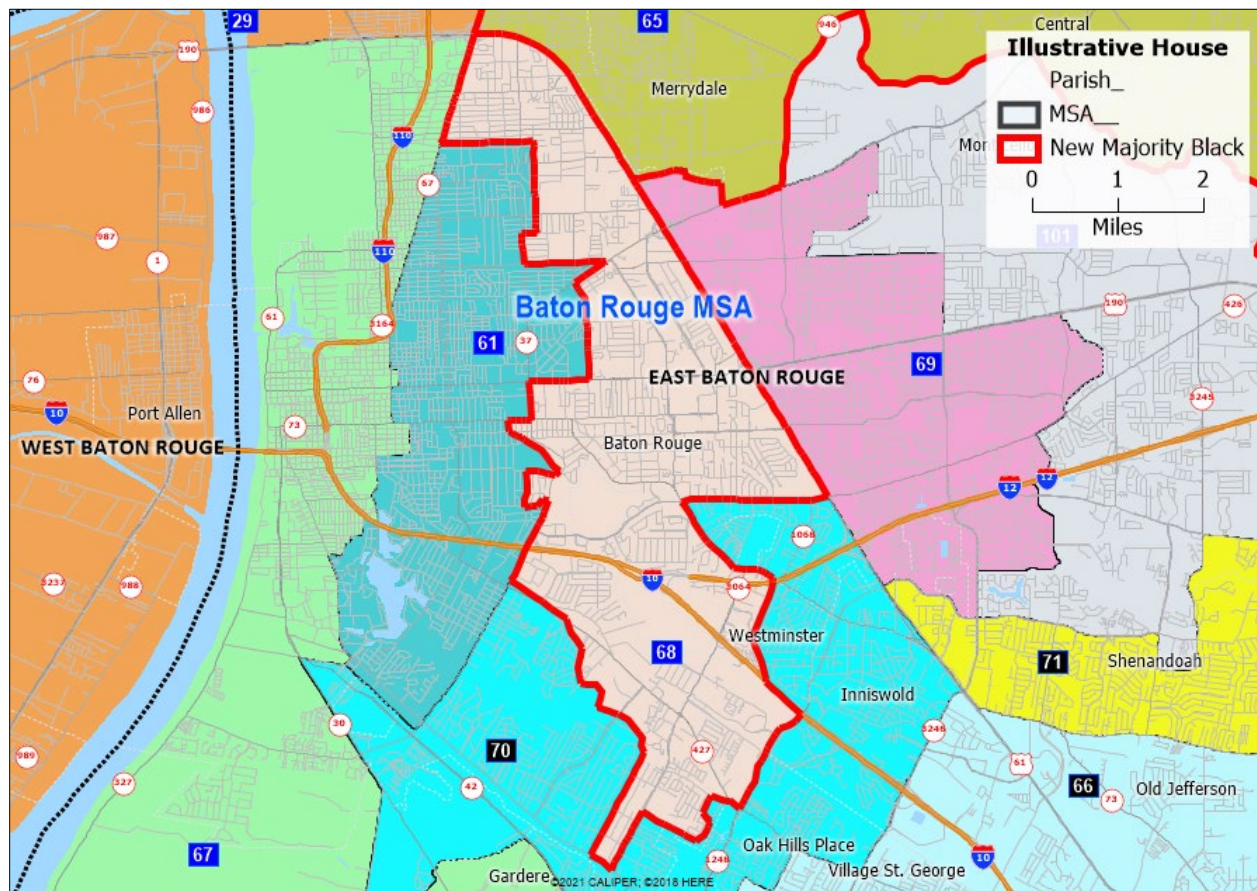 29
65
946
Central
Illustrative House
Parish_
MSA__
New Majority Black
0 1 2
Miles
190
986
Merrydale
110
67
987
1
110
101
61
3164
Baton Rouge MSA
190
426
61
37
69
EAST BATON ROUGE
76
10
Port Allen
73
3245
WEST BATON ROUGE
Baton Rouge
12
12
1068
3237
988
10
3064
Westminster
68
71
Shenandoah
Inniswold
30
70
427
3246
61
989
327
42
66
73
Old Jefferson
67
Oak Hills Place
1248
Village St. George
10
Gardere
©2021 CALIPER; ©2018 HERE